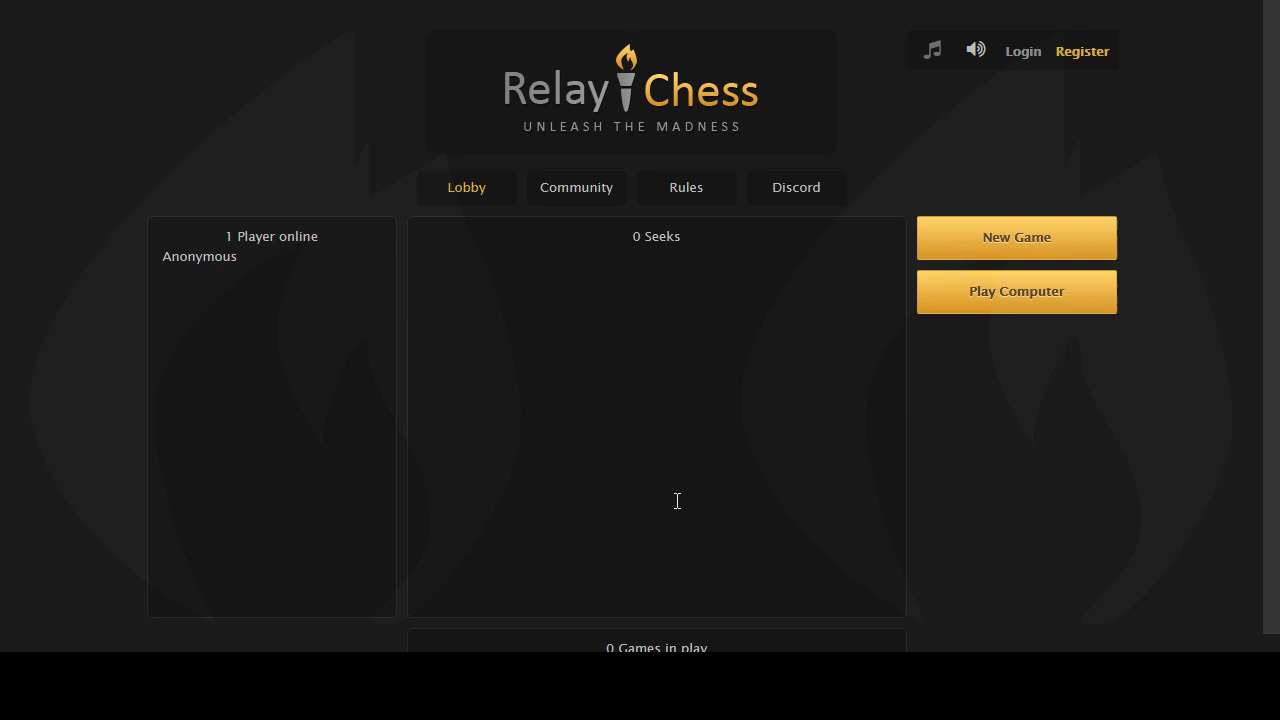 Relay Chess
UNLEASH THE MADNESS
Login Register
Lobby Community Rules Discord
1 Player online
Anonymous
0 Seeks
New Game
Play Computer
0 Games in play